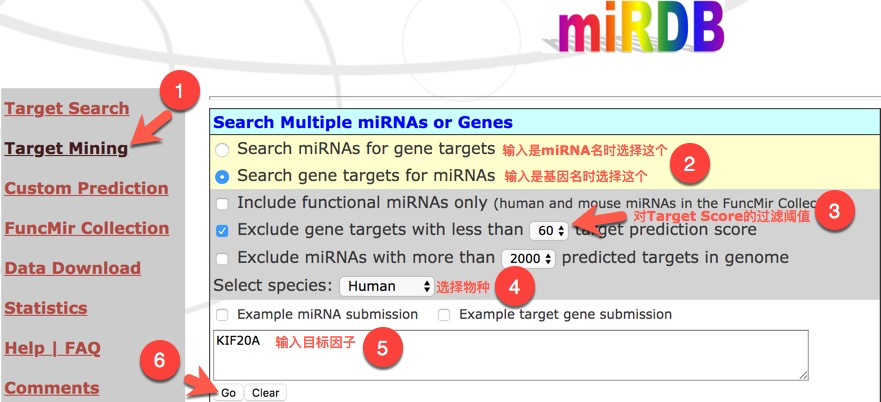 miRDB
1
Target Search
Target Mining
Custom Prediction
FuncMir Collection
Data Download
Statistics
Help | FAQ
Comments
Search Multiple miRNAs or Genes
Search miRNAs for gene targets 输入是miRNA名时选择这个
Search gene targets for miRNAs 输入是基因名时选择这个
2
Include functional miRNAs only (human and mouse miRNAs in the FuncMir Collec
对Target Score的过滤阈值
3
Exclude gene targets with less than 60 target prediction score
Exclude miRNAs with more than 2000 predicted targets in genome
Select species: Human 选择物种
4
Example miRNA submission Example target gene submission
KIF20A 输入目标因子
5
6
Go Clear